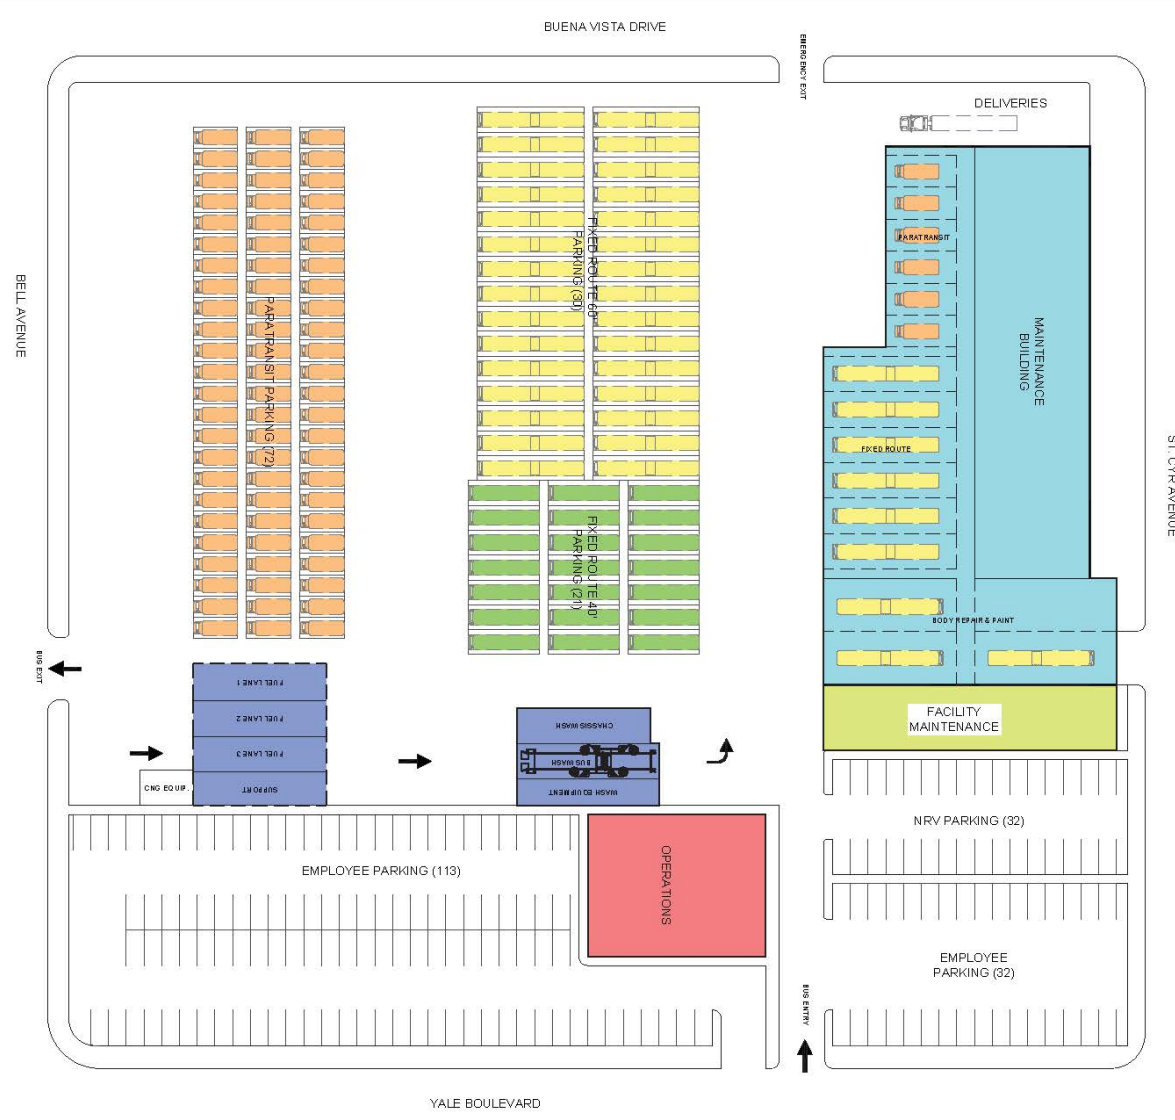 BUENA VISTA DRIVE
EMERGENCY EXIT
DELIVERIES
PARATRANSIT
FIXED ROUTE 60'
PARKING (30)
BELL AVENUE
PARATRANSIT PARKING (72)
MAINTENANCE
BUILDING
FIXED ROUTE
ST. CYR AVENUE
FIXED ROUTE 40'
PARKING (21)
BODY REPAIR & PAINT
BUS EXIT
FUEL LANE 1
FUEL LANE 2
FUEL LANE 3
SUPPORT
CNG EQUIP.
CHASSIS WASH
BUS WASH
WASH EQUIPMENT
FACILITY
MAINTENANCE
NRV PARKING (32)
EMPLOYEE PARKING (113)
OPERATIONS
EMPLOYEE
PARKING (32)
BUS ENTRY
YALE BOULEVARD